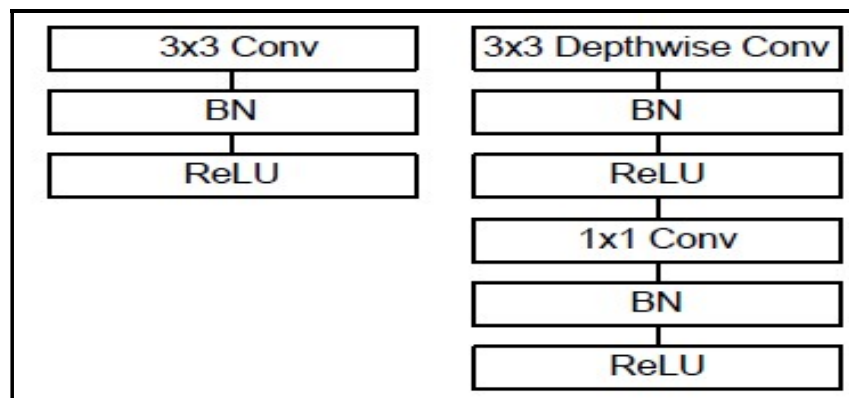 3x3 Conv
BN
ReLU
3x3 Depthwise Conv
BN
ReLU
1x1 Conv
BN
ReLU